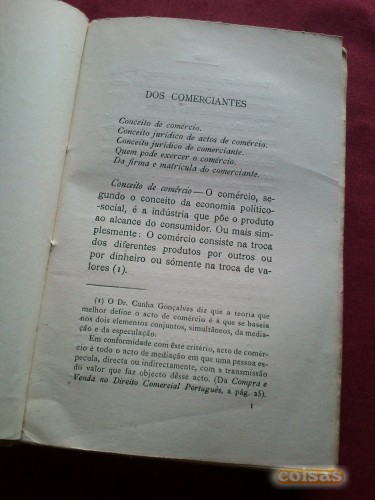 DOS COMERCIANTES
Conceito de comércio.
Conceito jurídico de actos de comércio.
Conceito jurídico do comerciante.
Quem pode exercer o comércio.
Da firma e matrícula do comerciante.
Conceito de comércio — O comércio, se-
gundo o conceito da economia político-
-social, é a indústria que põe o produto
ao alcance do consumidor. Ou mais sim-
plesmente: O comércio consiste na troca
dos diferentes produtos por outros ou
por dinheiro ou sòmente na troca de va-
lores (1).
(1) O Dr. Cunha Gonçalves diz que a teoria que
melhor define o acto de comércio é a que se baseia
nos dois elementos conjuntos, simultâneos, da media-
ção e da especulação.
Em conformidade com êste critério, acto de comér-
cio é todo o acto de mediação em que uma pessoa es-
pecula, directa ou indirectamente, com a transmissão
do valor que faz objecto dêsse acto. (Da Compra e
Venda no Direito Comercial Português, a pág. 25).
1
coisas